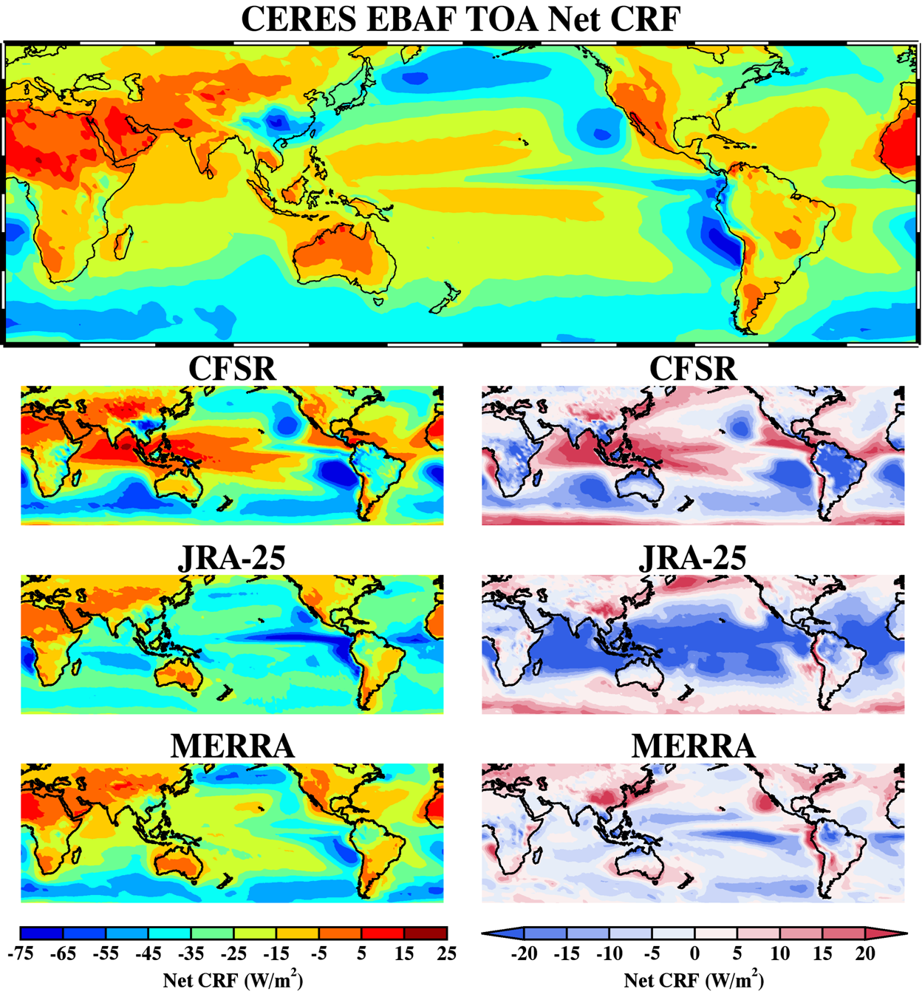 CERES EBAF TOA Net CRF
CFSR
CFSR
JRA-25
JRA-25
MERRA
MERRA
-75 -65 -55 -45 -35 -25 -15 -5 5 15 25
Net CRF (W/m²)
-20 -15 -10 -5 0 5 10 15 20
Net CRF (W/m²)